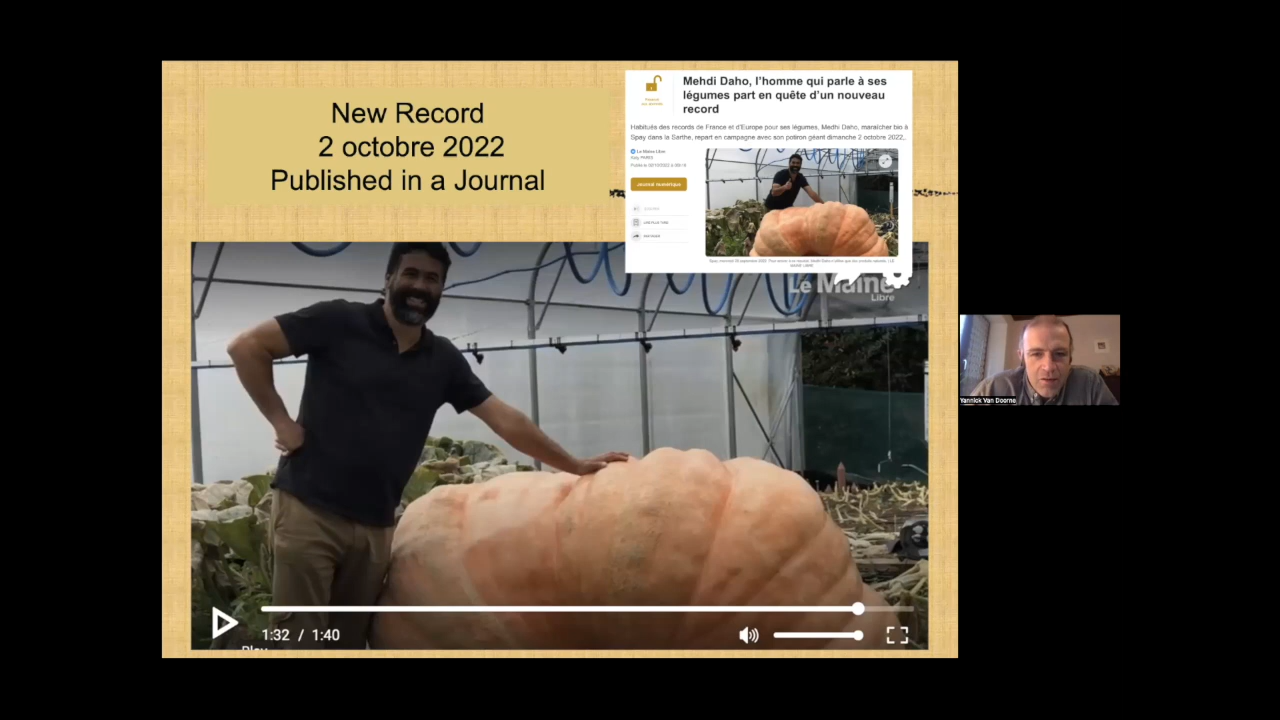 New Record
2 octobre 2022
Published in a Journal
Mehdi Daho, l'homme qui parle à ses
légumes part en quête d'un nouveau
record
Habitués des records de France et d'Europe pour ses légumes, Medhi Daho, maraîcher bio à
Spay dans la Sarthe, repart en campagne avec son potiron géant dimanche 2 octobre 2022,..
Le Maine Libre
Journal numérique
Le Maine
Libre
1:32 / 1:40
Play
Yannick Van Doorne